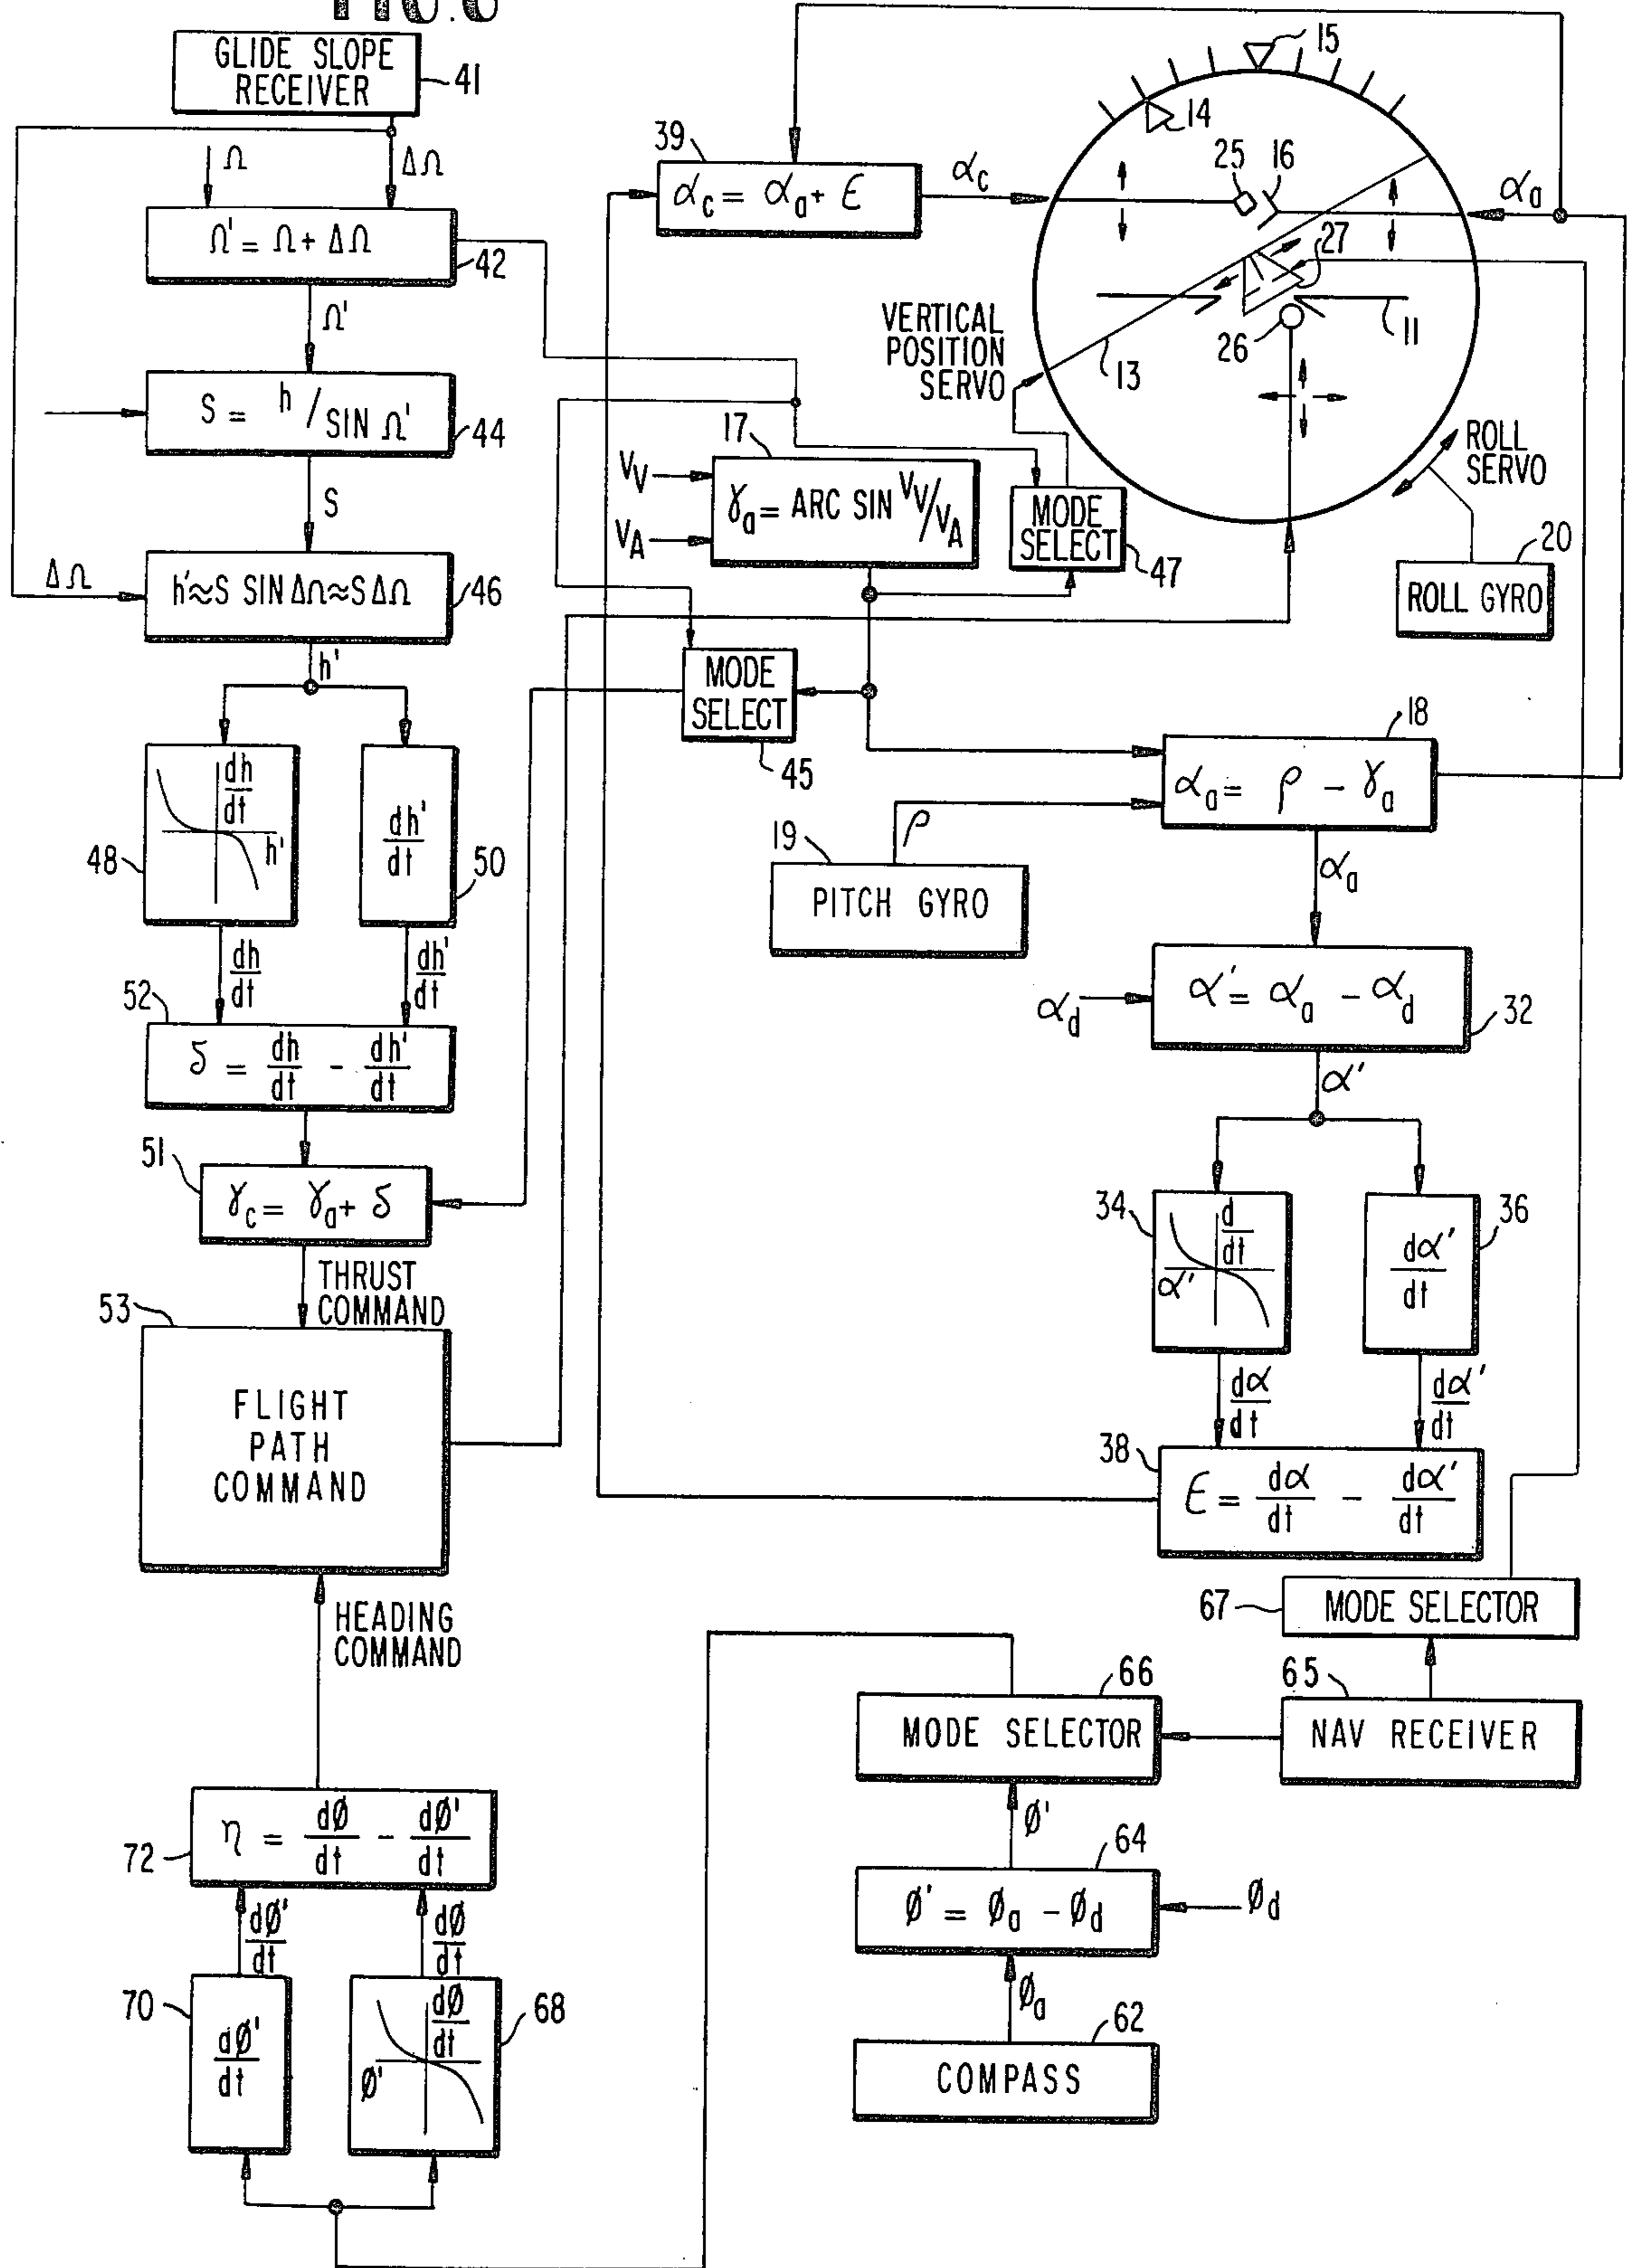 FIG. 6
GLIDE SLOPE
RECEIVER
41
Ω
ΔΩ
Ω' = Ω + ΔΩ
42
Ω'
S = h / SIN Ω'
44
S
ΔΩ
h' ≈ S SIN ΔΩ ≈ S ΔΩ
46
h'
dh/dt
h'
48
dh'/dt
50
dh/dt
dh'/dt
52
δ = dh/dt - dh'/dt
51
γc = γa + δ
THRUST
COMMAND
53
FLIGHT
PATH
COMMAND
HEADING
COMMAND
72
η = dØ/dt - dØ'/dt
dØ'/dt
dØ/dt
70
dØ'/dt
dØ/dt
Ø'
68
39
αc = αa + ε
αc
15
14
25
16
αa
27
11
26
13
VERTICAL
POSITION
SERVO
ROLL
SERVO
20
ROLL GYRO
17
VV
VA
γa = ARC SIN VV/VA
MODE
SELECT
47
MODE
SELECT
45
18
αa = ρ - γa
ρ
19
PITCH GYRO
αa
αd
α' = αa - αd
32
α'
34
d/dt
α'
36
dα'/dt
dα/dt
dα'/dt
38
ε = dα/dt - dα'/dt
67
MODE SELECTOR
66
MODE SELECTOR
65
NAV RECEIVER
Ø'
64
Ø' = Øa - Ød
Ød
Øa
62
COMPASS